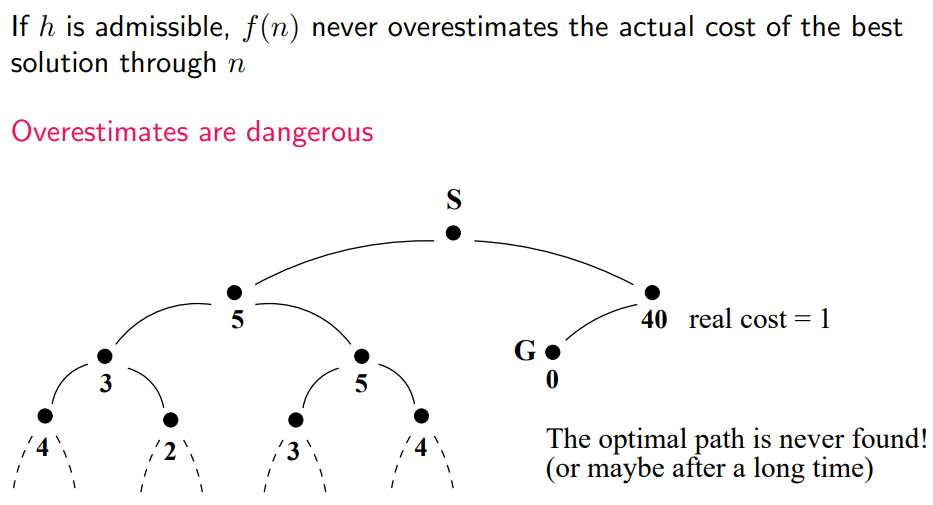 If h is admissible, f(n) never overestimates the actual cost of the best
solution through n
Overestimates are dangerous
S
5
40 real cost = 1
G
3
5
0
4
2
3
4
The optimal path is never found!
(or maybe after a long time)